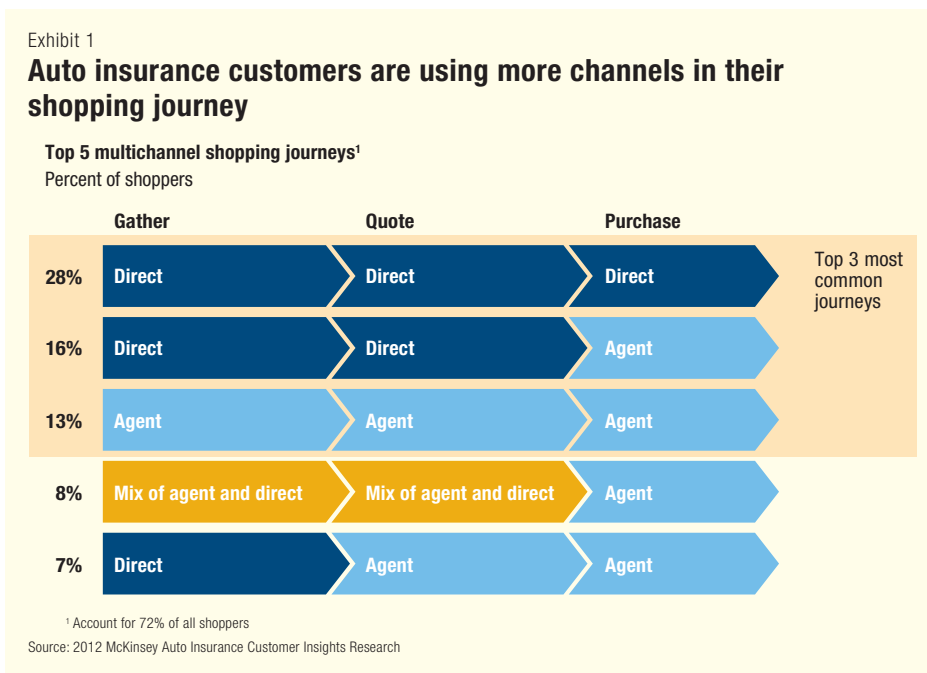 Exhibit 1
Auto insurance customers are using more channels in their
shopping journey
Top 5 multichannel shopping journeys¹
Percent of shoppers
Gather Quote Purchase
28% Direct Direct Direct
Top 3 most
common
journeys
16% Direct Direct Agent
13% Agent Agent Agent
8% Mix of agent and direct Mix of agent and direct Agent
7% Direct Agent Agent
¹ Account for 72% of all shoppers
Source: 2012 McKinsey Auto Insurance Customer Insights Research